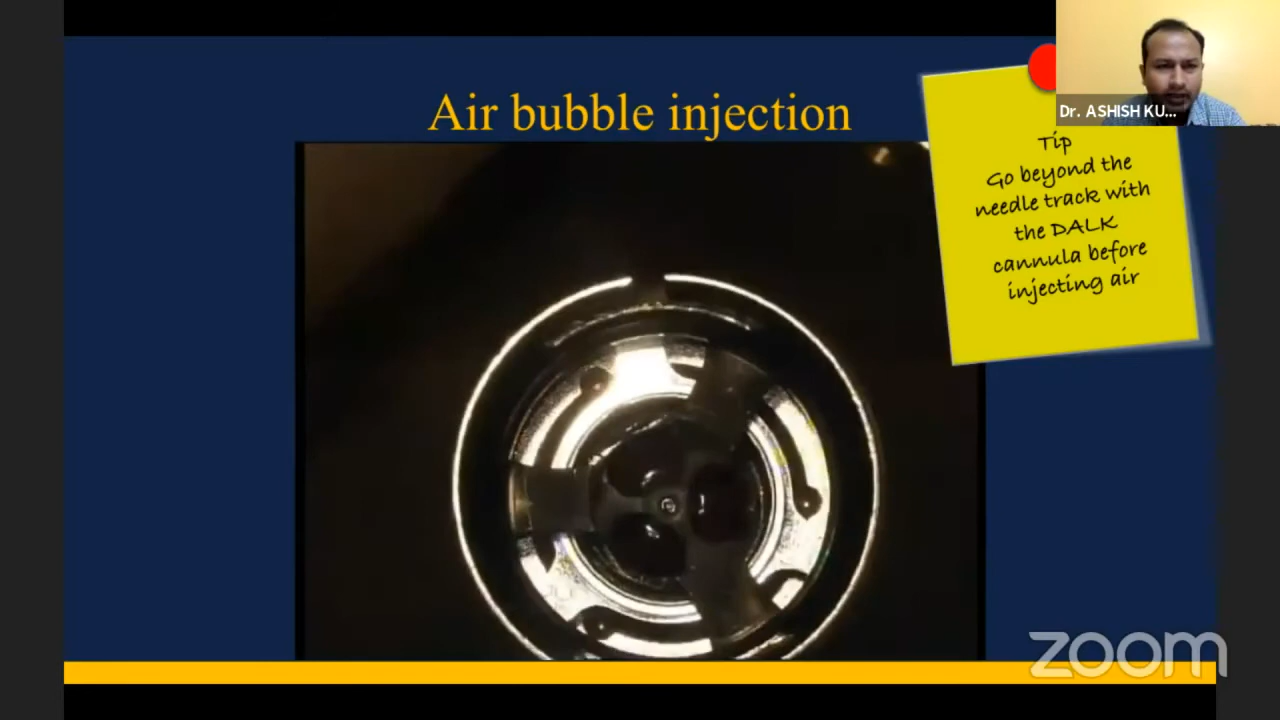 Air bubble injection
Dr. ASHISH KU...
Tip
Go beyond the
needle track with
the DALK
cannula before
injecting air
zoom